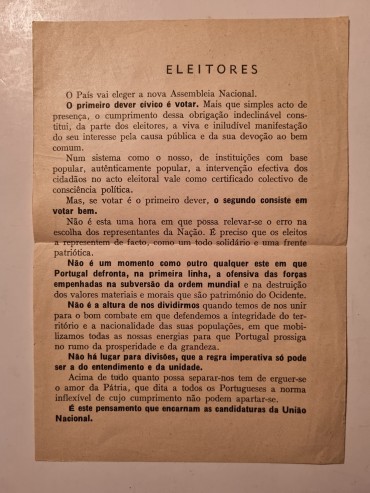 ELEITORES
O País vai eleger a nova Assembleia Nacional.
O primeiro dever cívico é votar. Mais que simples acto de
presença, o cumprimento dessa obrigação indeclinável cons-
titui, da parte dos eleitores, a viva e iniludível manifestação
do seu interesse pela causa pública e da sua devoção ao bem
comum.
Num sistema como o nosso, de instituições com base
popular, autênticamente popular, a intervenção efectiva dos
cidadãos no acto eleitoral vale como certificado colectivo de
consciência política.
Mas, se votar é o primeiro dever, o segundo consiste em
votar bem.
Não é esta uma hora em que possa relevar-se o erro na
escolha dos representantes da Nação. É preciso que os eleitos
a representem de facto, como um todo solidário e uma frente
patriótica.
Não é um momento como outro qualquer este em que
Portugal defronta, na primeira linha, a ofensiva das forças
empenhadas na subversão da ordem mundial e na destruição
dos valores materiais e morais que são património do Ocidente.
Não é a altura de nos dividirmos quando temos de nos unir
para o bom combate em que defendemos a integridade do ter-
ritório e a nacionalidade das suas populações, em que mobi-
lizamos todas as nossas energias para que Portugal prossiga
no rumo da prosperidade e da grandeza.
Não há lugar para divisões, que a regra imperativa só pode
ser a do entendimento e da unidade.
Acima de tudo quanto possa separar-nos tem de erguer-se
o amor da Pátria, que dita a todos os Portugueses a norma
inflexível de cujo cumprimento não podem apartar-se.
É este pensamento que encarnam as candidaturas da União
Nacional.